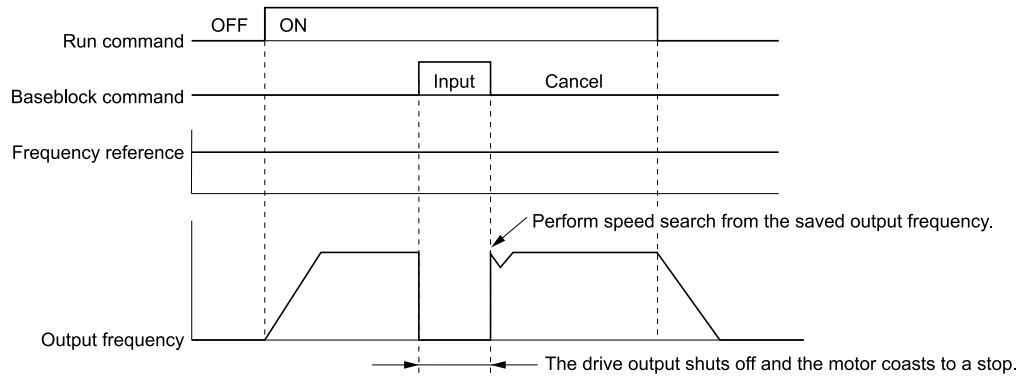 Run command
OFF
ON
Baseblock command
Input
Cancel
Frequency reference
Perform speed search from the saved output frequency.
Output frequency
The drive output shuts off and the motor coasts to a stop.